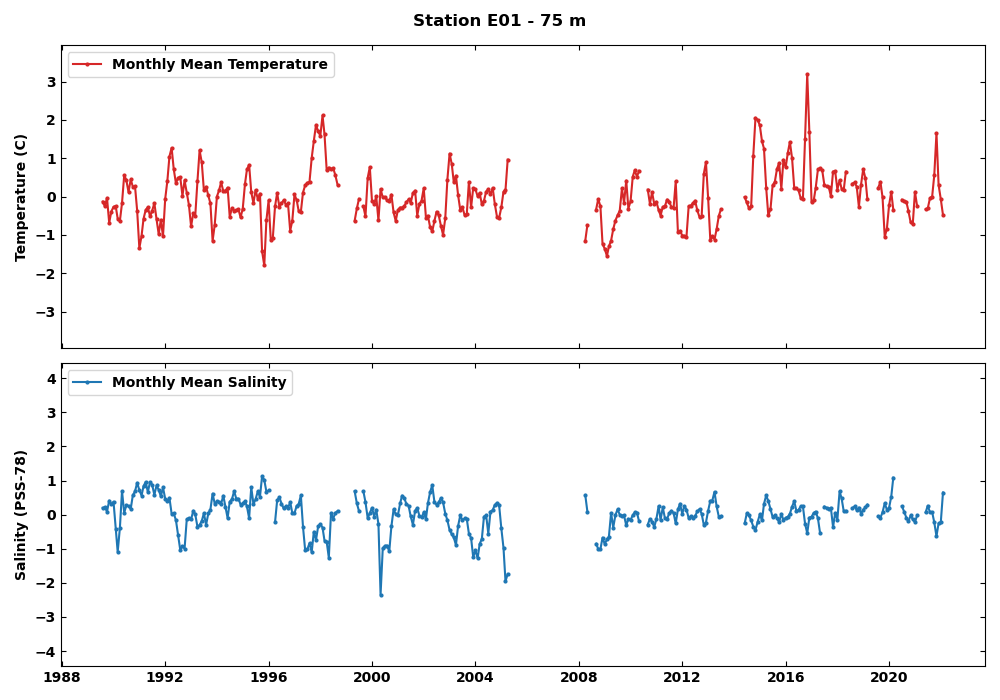 Station E01 - 75 m
Monthly Mean Temperature
Temperature (C)
3
2
1
0
−1
−2
−3
Monthly Mean Salinity
Salinity (PSS-78)
4
3
2
1
0
−1
−2
−3
−4
1988 1992 1996 2000 2004 2008 2012 2016 2020